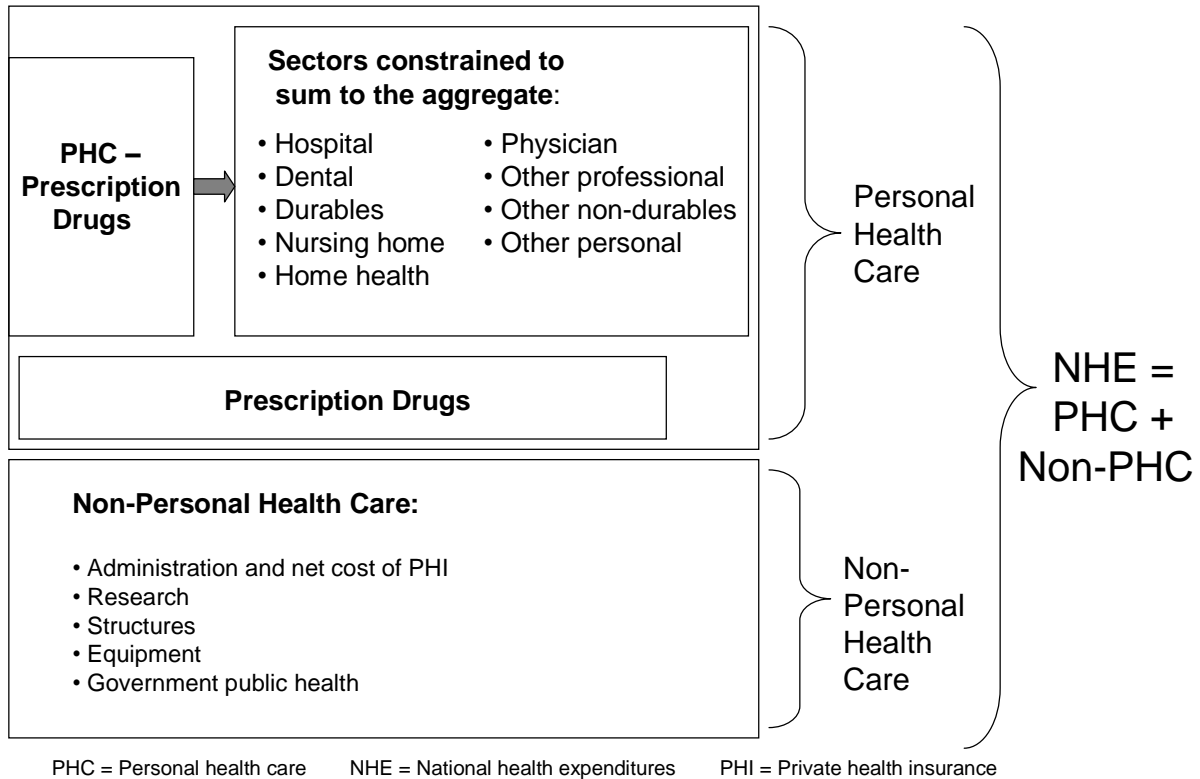 PHC –
Prescription
Drugs
Sectors constrained to
sum to the aggregate:
• Hospital
• Dental
• Durables
• Nursing home
• Home health
• Physician
• Other professional
• Other non-durables
• Other personal
Prescription Drugs
Personal
Health
Care
Non-Personal Health Care:
• Administration and net cost of PHI
• Research
• Structures
• Equipment
• Government public health
Non-
Personal
Health
Care
NHE =
PHC +
Non-PHC
PHC = Personal health care NHE = National health expenditures PHI = Private health insurance